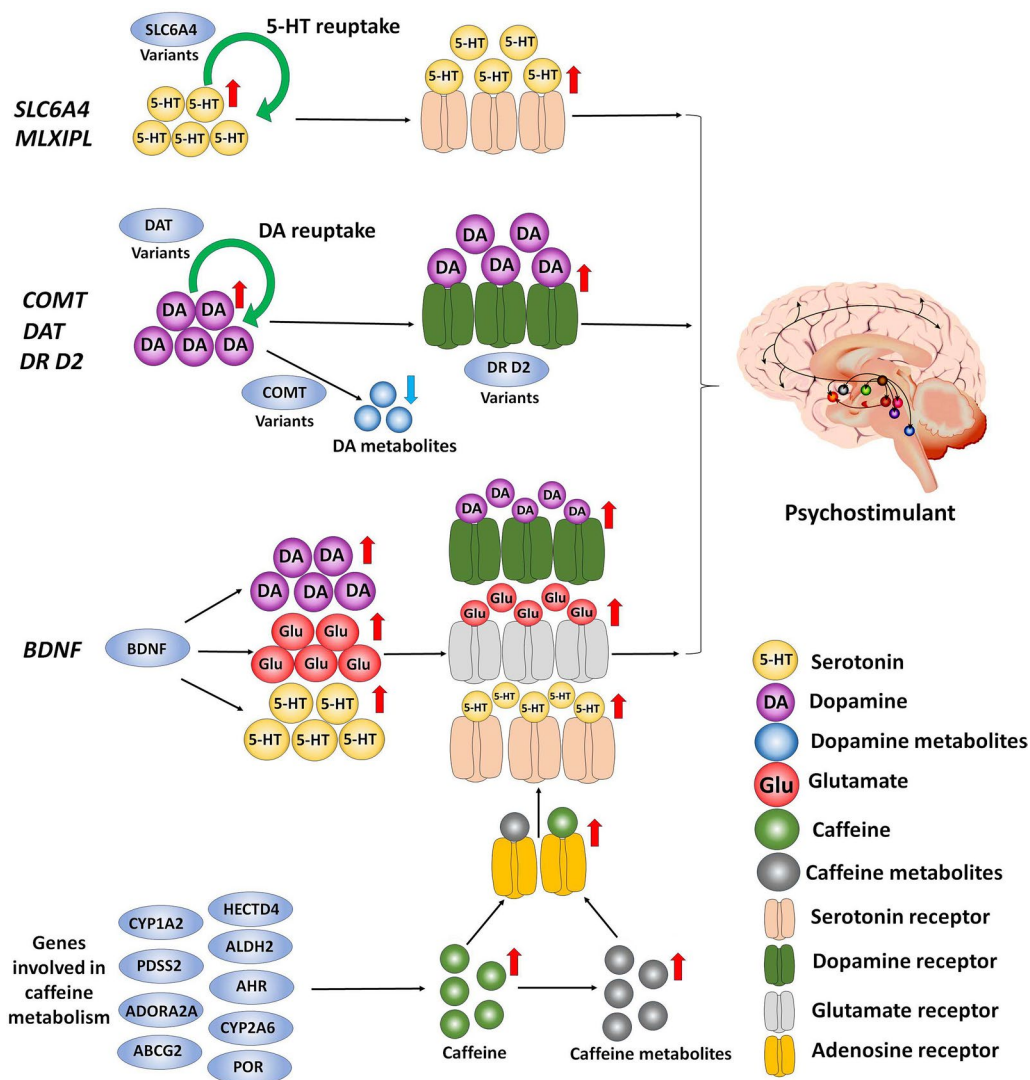 SLC6A4
Variants
5-HT reuptake
5-HT 5-HT
5-HT 5-HT 5-HT
5-HT 5-HT
5-HT 5-HT 5-HT
SLC6A4
MLXIPL
DAT
Variants
DA reuptake
DA DA
DA DA DA
DA DA
DA DA DA
COMT
DAT
DR D2
COMT
Variants
DA metabolites
DR D2
Variants
Psychostimulant
BDNF
BDNF
DA DA
DA DA DA
Glu Glu
Glu Glu Glu
5-HT 5-HT
5-HT 5-HT 5-HT
DA DA
DA DA DA
Glu Glu
Glu Glu Glu
5-HT 5-HT
5-HT 5-HT 5-HT
Genes
involved in
caffeine
metabolism
CYP1A2
PDSS2
ADORA2A
ABCG2
HECTD4
ALDH2
AHR
CYP2A6
POR
Caffeine
Caffeine metabolites
5-HT Serotonin
DA Dopamine
Dopamine metabolites
Glu Glutamate
Caffeine
Caffeine metabolites
Serotonin receptor
Dopamine receptor
Glutamate receptor
Adenosine receptor